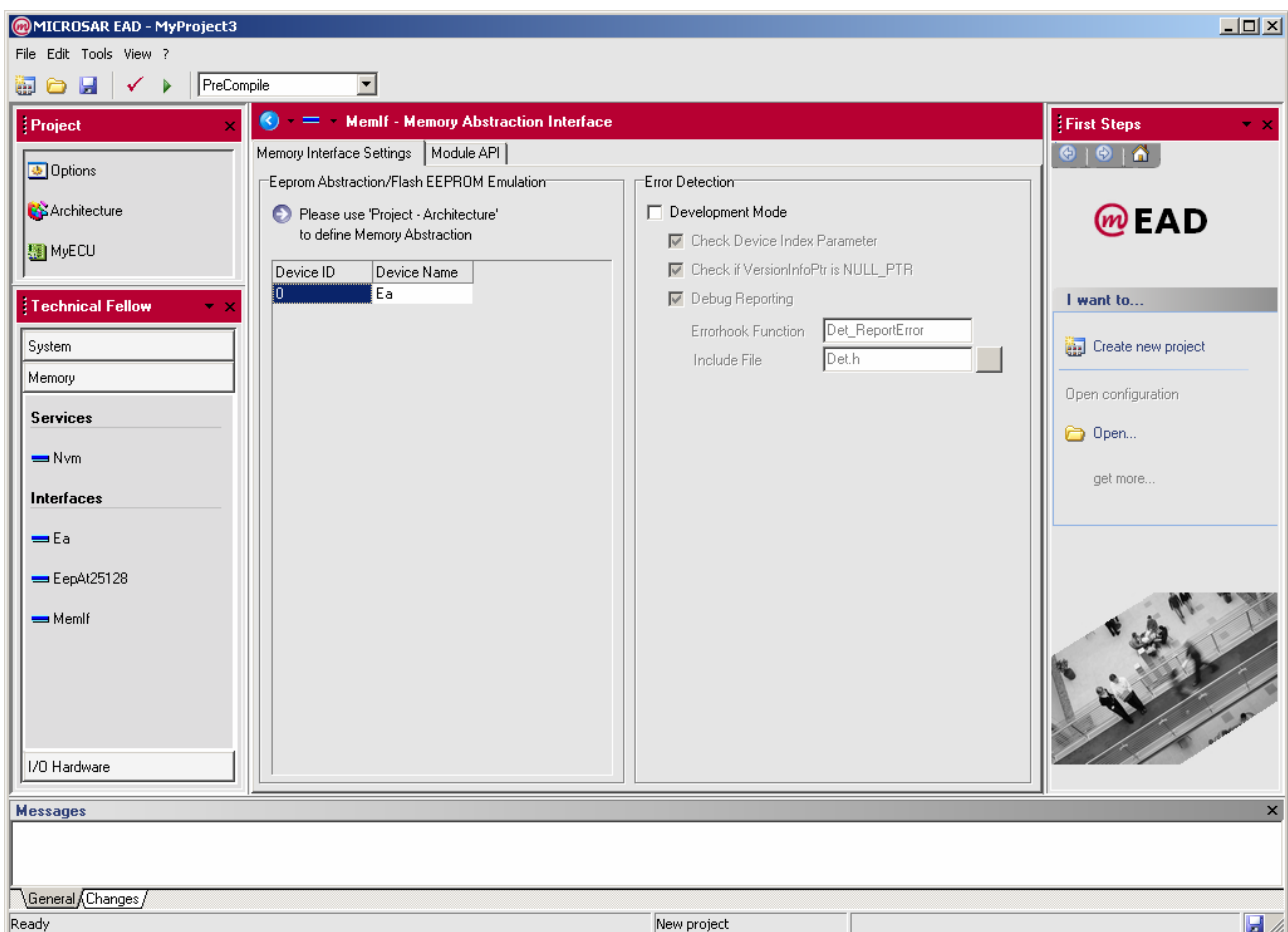 MICROSAR EAD - MyProject3
File Edit Tools View ?
PreCompile
Project
Options
Architecture
MyECU
Technical Fellow
System
Memory
Services
Nvm
Interfaces
Ea
EepAt25128
MemIf
I/O Hardware
MemIf - Memory Abstraction Interface
Memory Interface Settings
Module API
Eeprom Abstraction/Flash EEPROM Emulation
Please use 'Project - Architecture'
to define Memory Abstraction
Device ID Device Name
0 Ea
Error Detection
Development Mode
Check Device Index Parameter
Check if VersionInfoPtr is NULL_PTR
Debug Reporting
Errorhook Function Det_ReportError
Include File Det.h
First Steps
EAD
I want to...
Create new project
Open configuration
Open...
get more...
Messages
General Changes
Ready
New project